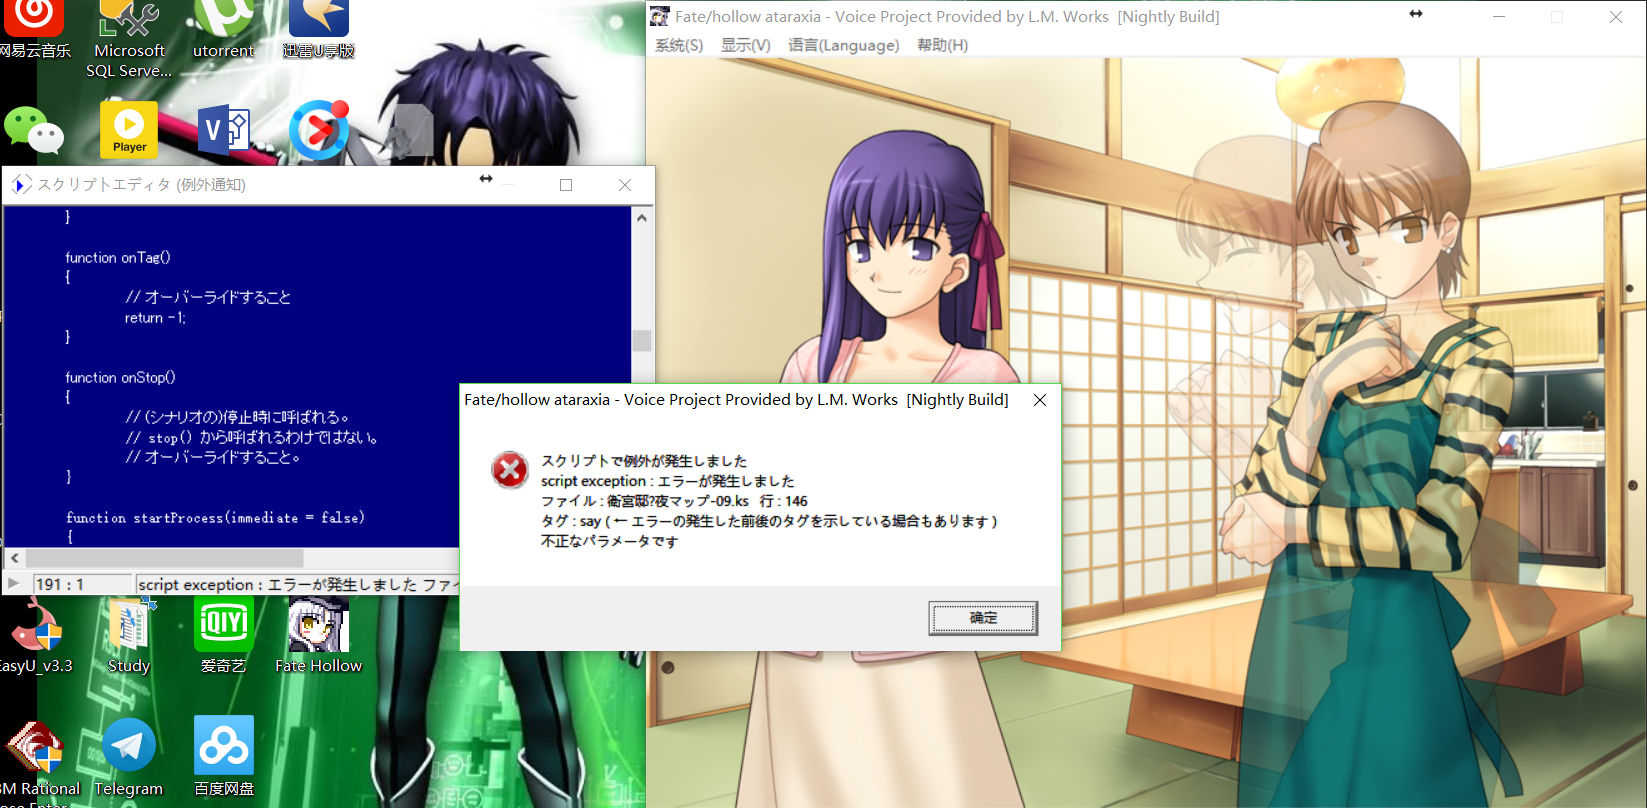 网易云音乐
Microsoft
SQL Serve...
utorrent
迅雷U享版
Player
V
Fate/hollow ataraxia - Voice Project Provided by L.M. Works [Nightly Build]
系统(S) 显示(V) 语言(Language) 帮助(H)
スクリプトエディタ (例外通知)
}
function onTag()
{
// オーバーライドすること
return -1;
}
function onStop()
{
// (シナリオの)停止時に呼ばれる。
// stop() から呼ばれるわけではない。
// オーバーライドすること。
}
function startProcess(immediate = false)
{
191 : 1
script exception : エラーが発生しました ファイ
Fate/hollow ataraxia - Voice Project Provided by L.M. Works [Nightly Build]
スクリプトで例外が発生しました
script exception : エラーが発生しました
ファイル : 衛宮邸?夜マップ-09.ks 行 : 146
タグ : say ( ← エラーの発生した前後のタグを示している場合もあります )
不正なパラメータです
确定
iQIYI
EasyU_v3.3
Study
爱奇艺
Fate Hollow
BM Rational
Telegram
百度网盘